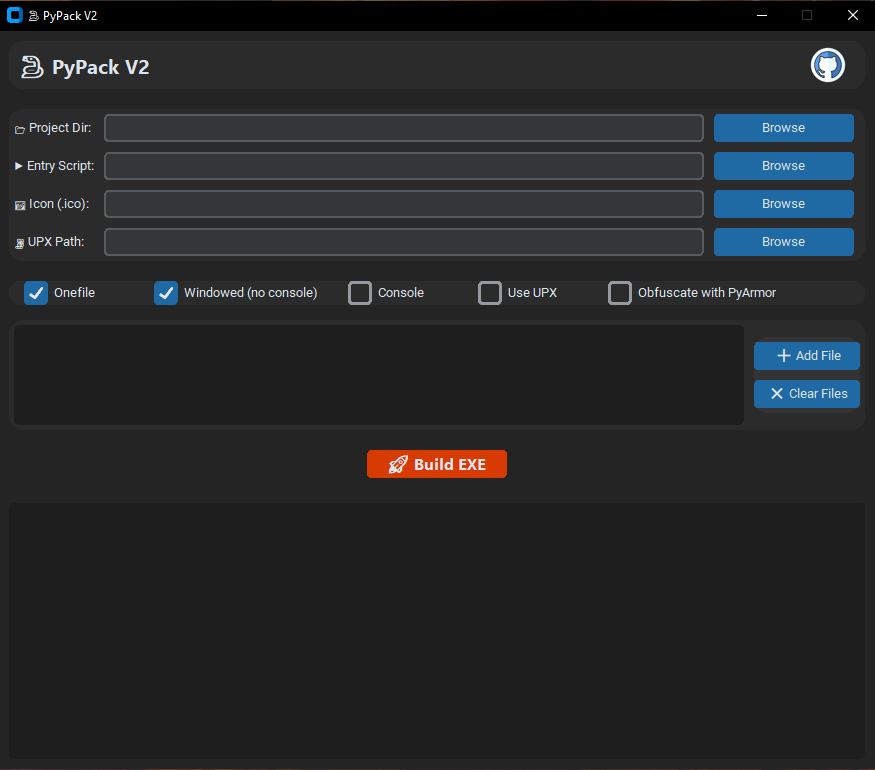 PyPack V2
PyPack V2
Project Dir:
Browse
Entry Script:
Browse
Icon (.ico):
Browse
UPX Path:
Browse
Onefile
Windowed (no console)
Console
Use UPX
Obfuscate with PyArmor
Add File
Clear Files
Build EXE